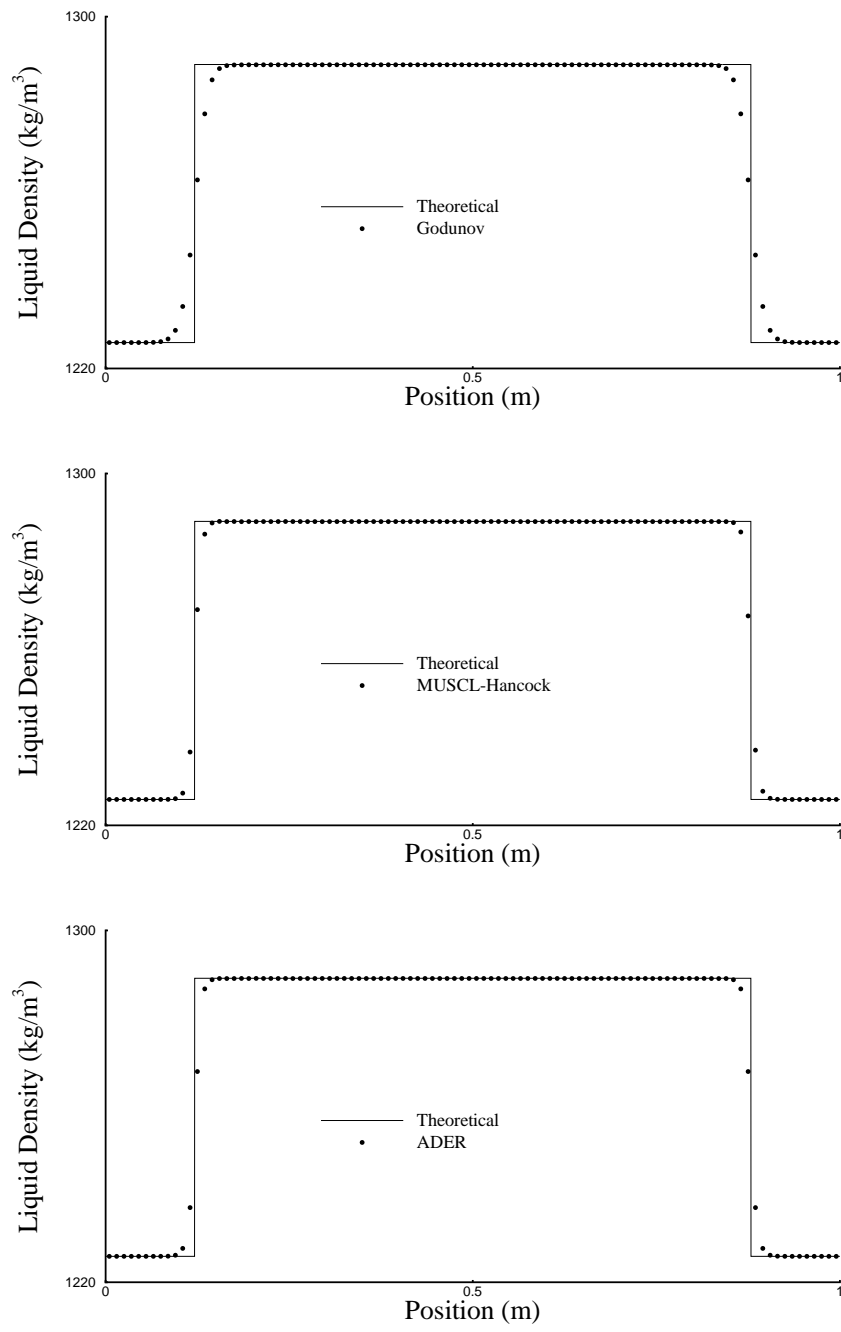 1300
Liquid Density (kg/m³)
Theoretical
Godunov
1220
0 0.5 1
Position (m)
1300
Liquid Density (kg/m³)
Theoretical
MUSCL-Hancock
1220
0 0.5 1
Position (m)
1300
Liquid Density (kg/m³)
Theoretical
ADER
1220
0 0.5 1
Position (m)